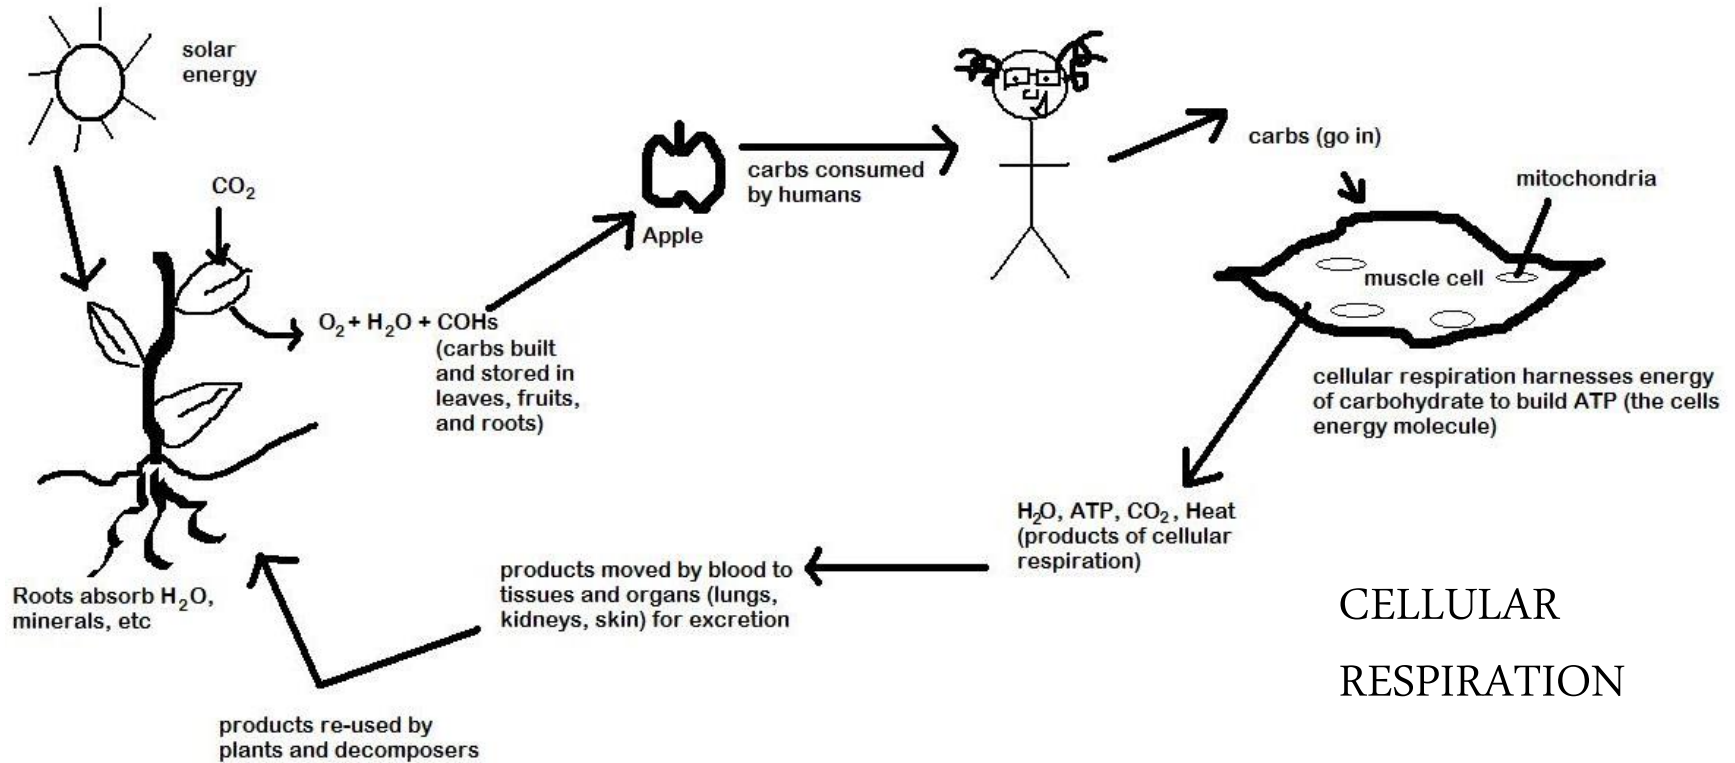 solar
energy
CO₂
O₂ + H₂O + COHs
(carbs built
and stored in
leaves, fruits,
and roots)
Apple
carbs consumed
by humans
carbs (go in)
mitochondria
muscle cell
cellular respiration harnesses energy
of carbohydrate to build ATP (the cells
energy molecule)
H₂O, ATP, CO₂, Heat
(products of cellular
respiration)
products moved by blood to
tissues and organs (lungs,
kidneys, skin) for excretion
products re-used by
plants and decomposers
Roots absorb H₂O,
minerals, etc
CELLULAR
RESPIRATION